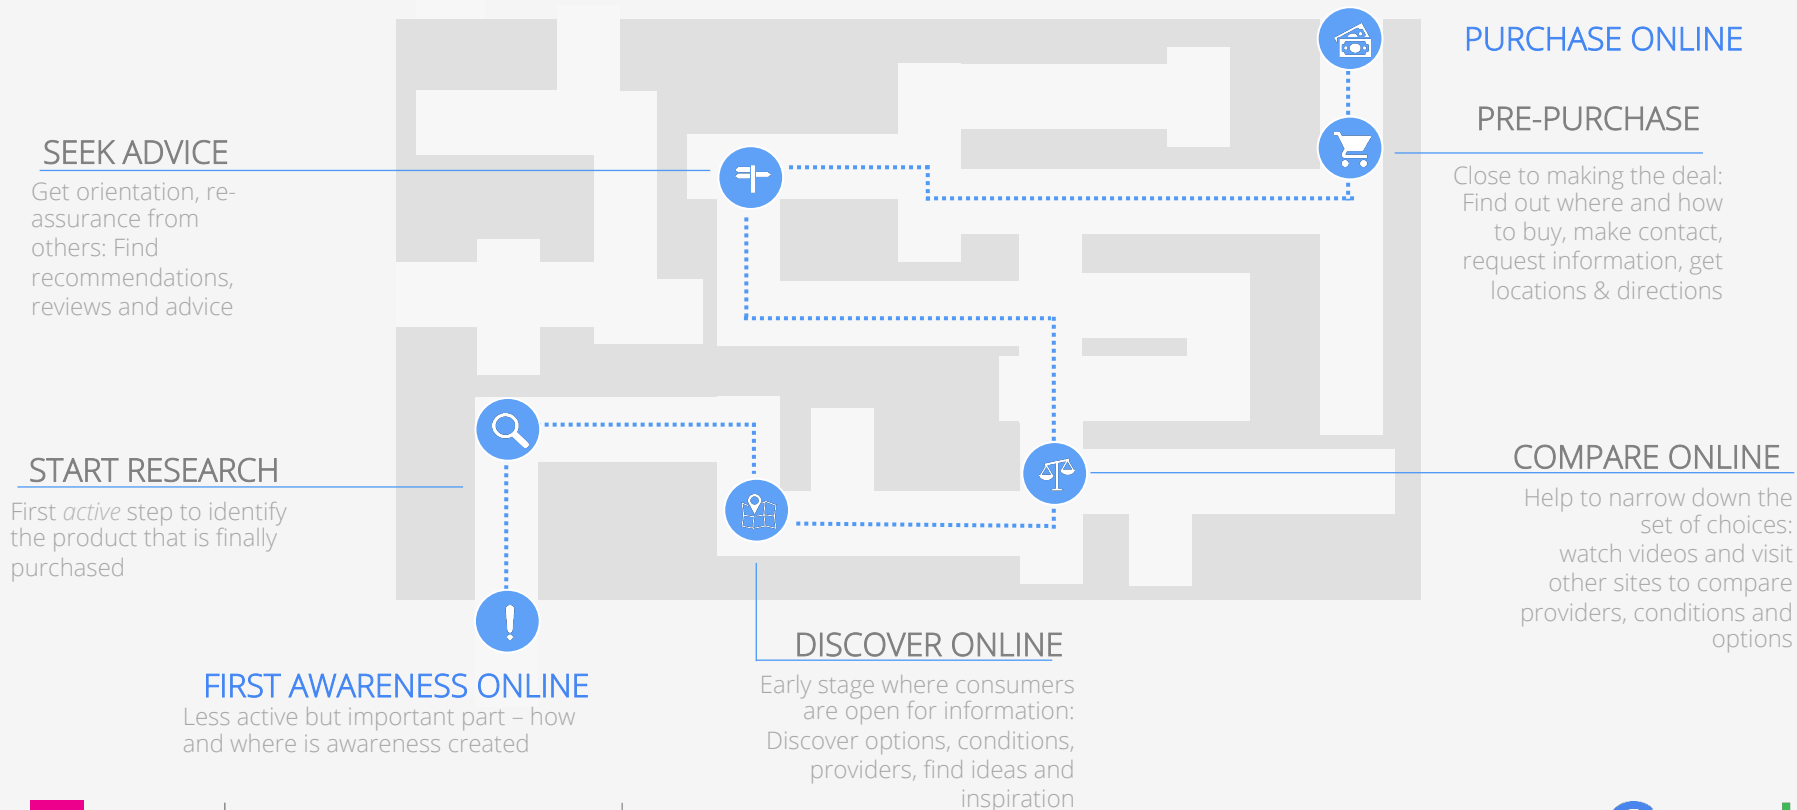 PURCHASE ONLINE
PRE-PURCHASE
Close to making the deal:
Find out where and how
to buy, make contact,
request information, get
locations & directions
SEEK ADVICE
Get orientation, re-
assurance from
others: Find
recommendations,
reviews and advice
START RESEARCH
First active step to identify
the product that is finally
purchased
COMPARE ONLINE
Help to narrow down the
set of choices:
watch videos and visit
other sites to compare
providers, conditions and
options
FIRST AWARENESS ONLINE
Less active but important part – how
and where is awareness created
DISCOVER ONLINE
Early stage where consumers
are open for information:
Discover options, conditions,
providers, find ideas and
inspiration